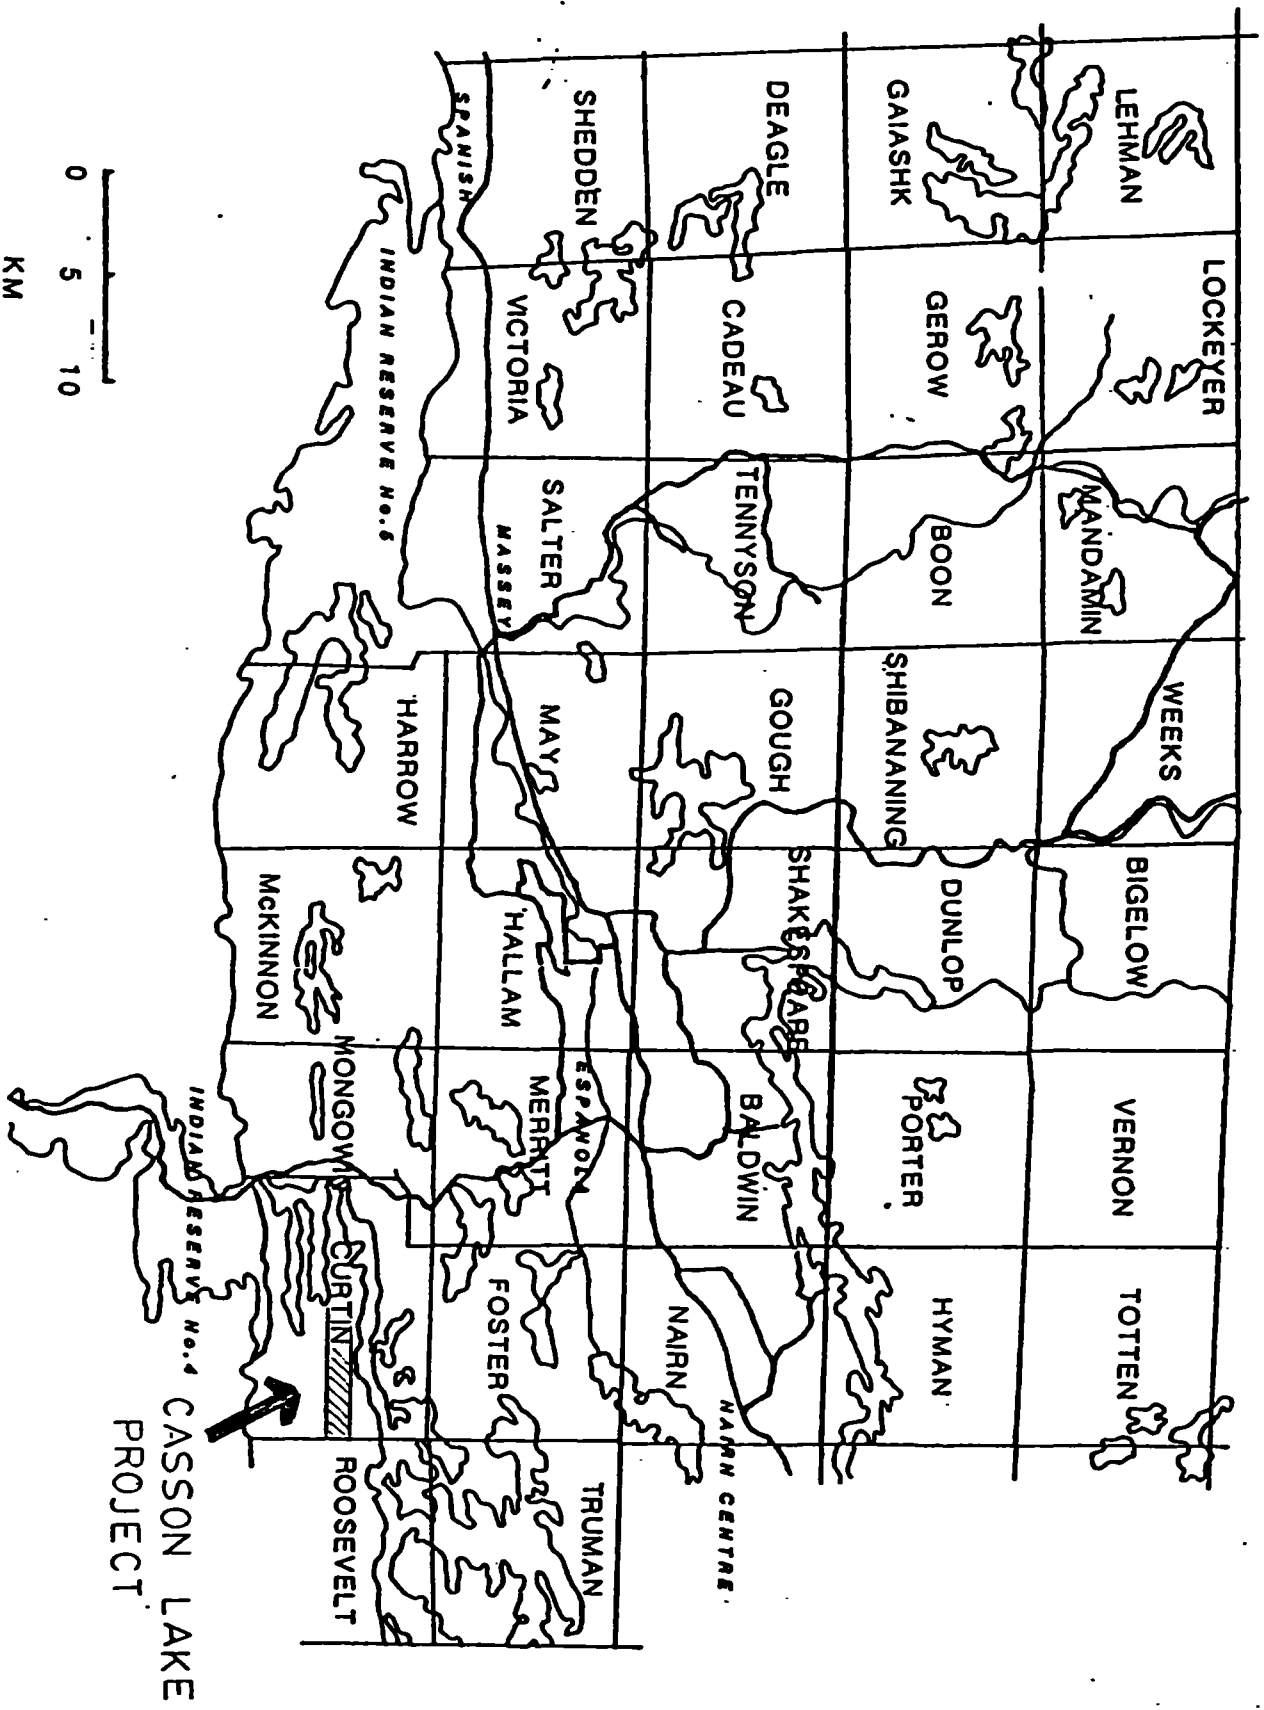 LEHMAN
LOCKEYER
MANDAMIN
WEEKS
BIGELOW
VERNON
TOTTEN
GAIASHK
GEROW
BOON
SHIBANANING
DUNLOP
PORTER
HYMAN
DEAGLE
CADEAU
TENNYSON
GOUGH
SHAKESPEARE
BALDWIN
NAIRN
NAIRN CENTRE
SHEDDEN
VICTORIA
SALTER
MAY
HALLAM
MERRITT
FOSTER
TRUMAN
SPANISH
MASSEY
ESPANOLA
INDIAN RESERVE No.5
HARROW
McKINNON
MONGOWIN
CURTIN
ROOSEVELT
INDIAN RESERVE No.4
CASSON LAKE
PROJECT
0 5 10
KM